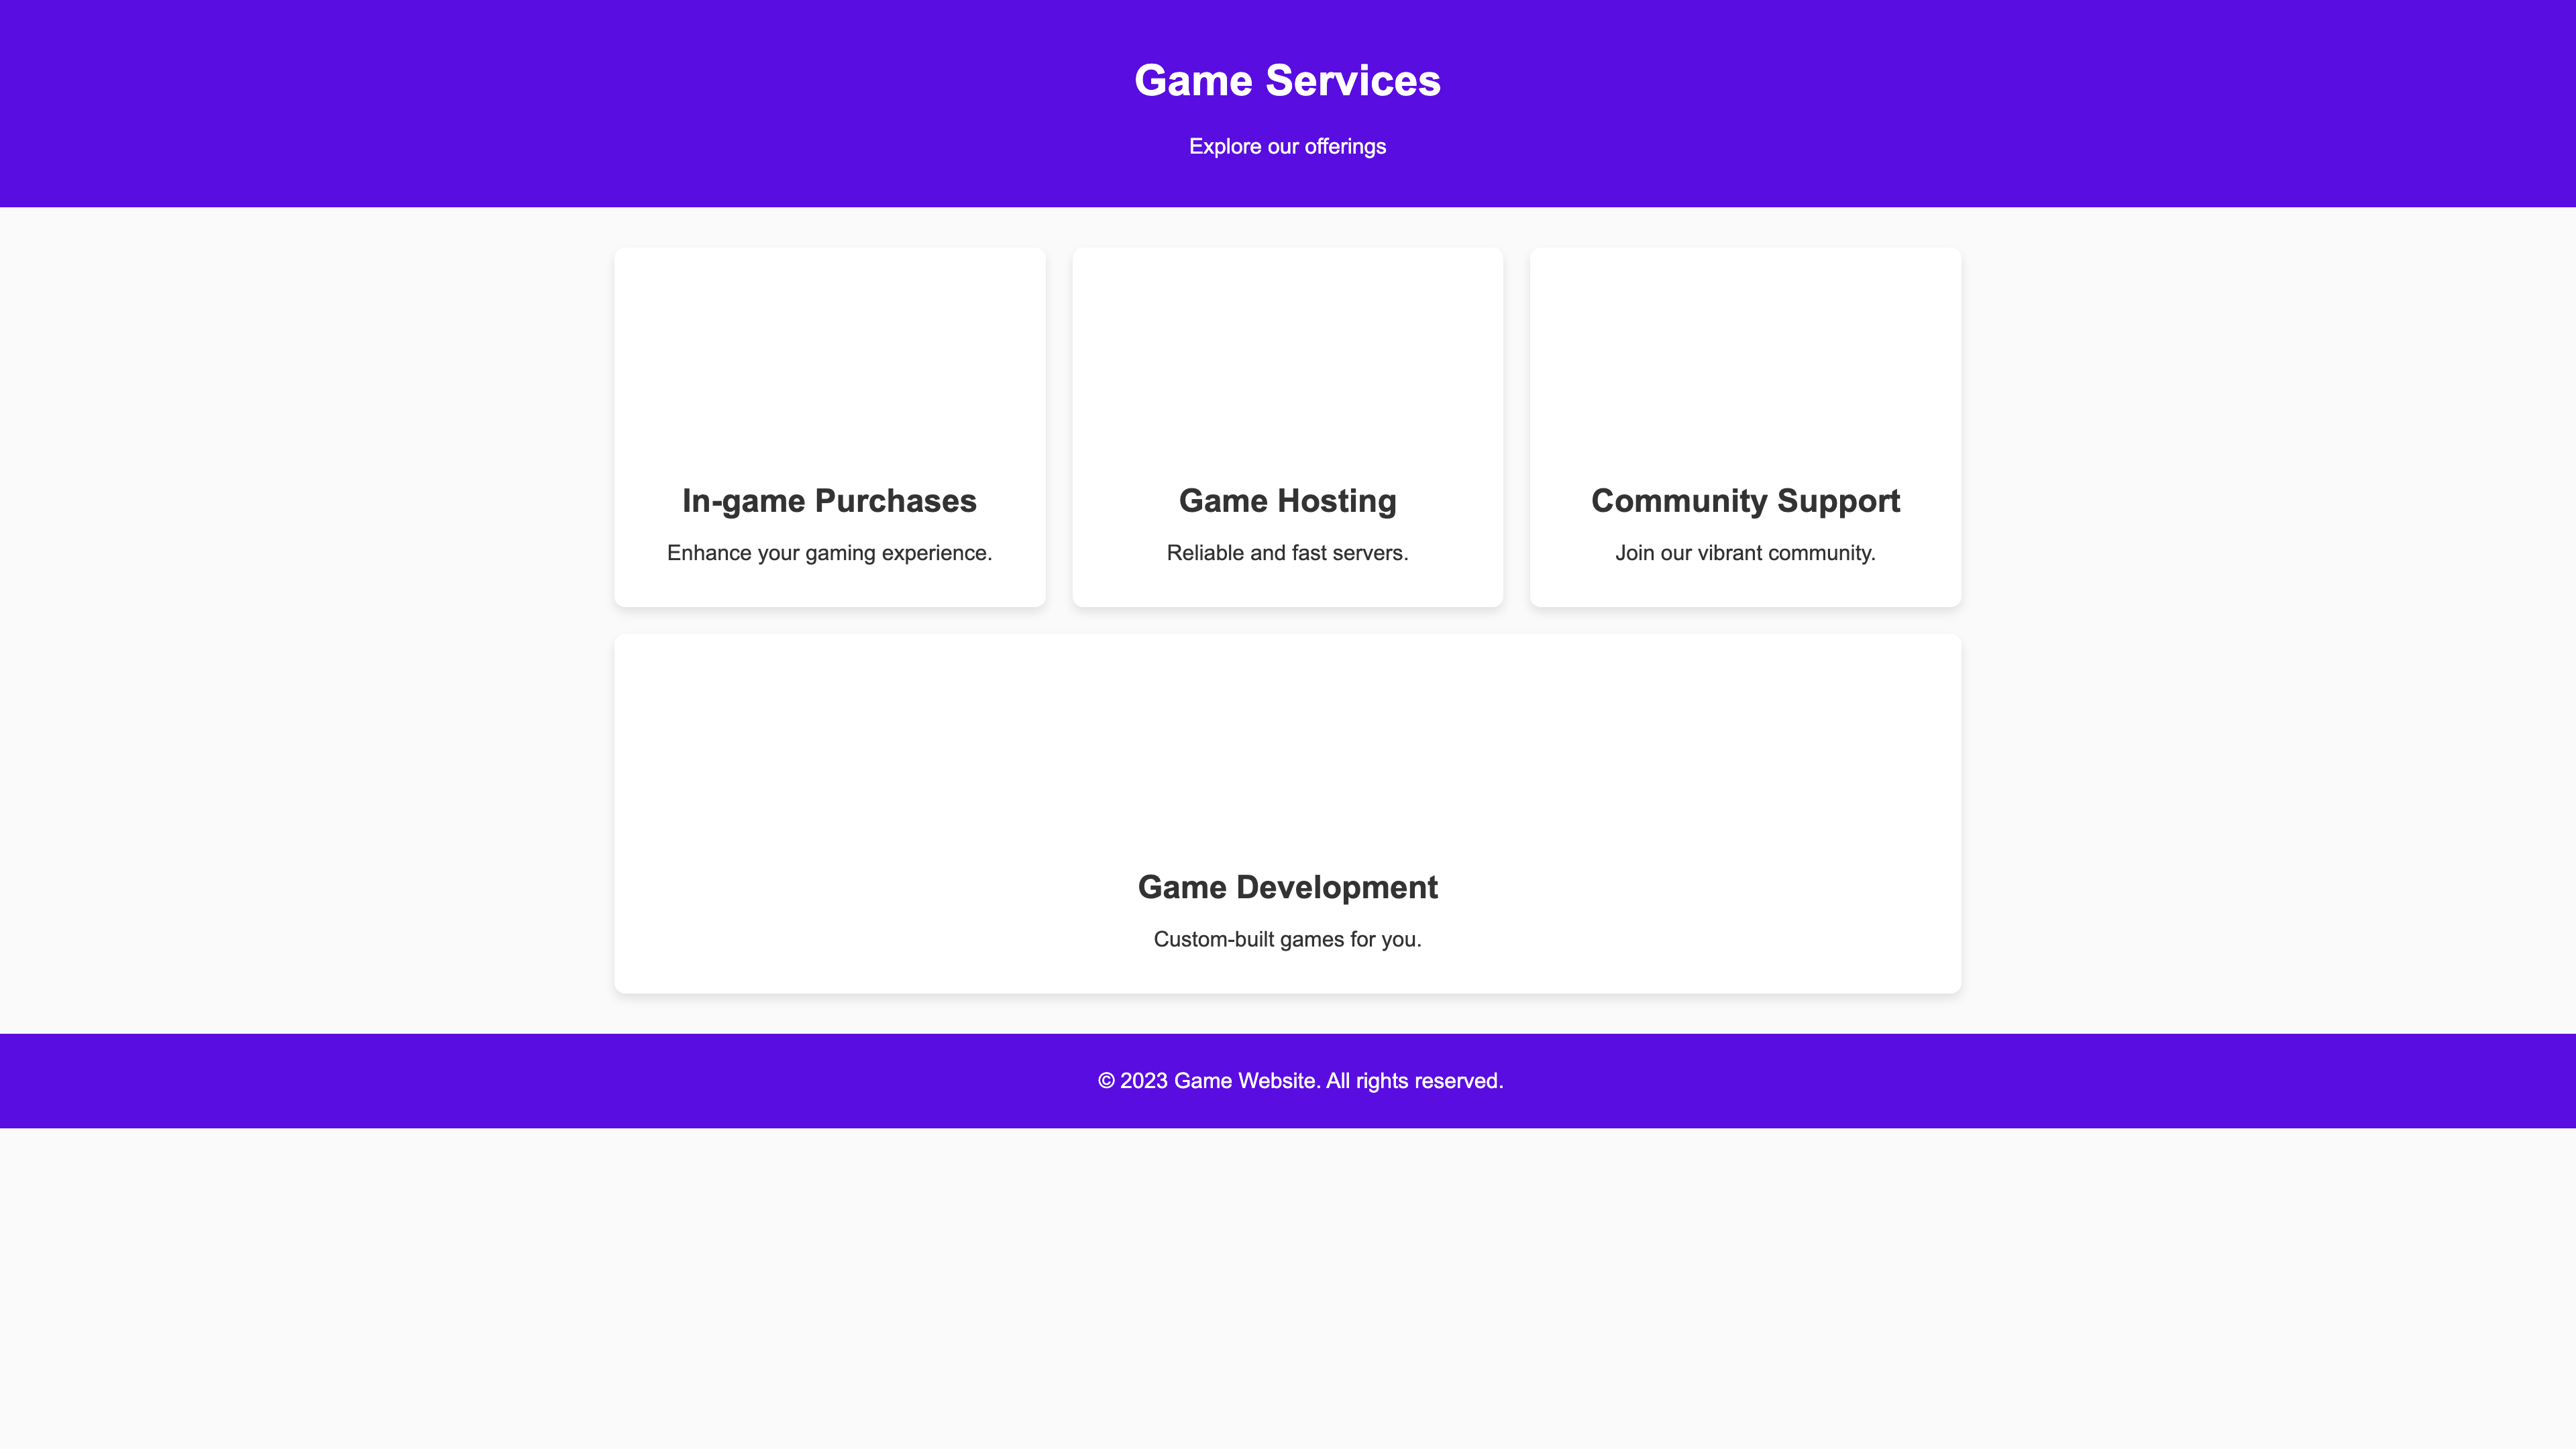 Game Services
Explore our offerings
In-game Purchases
Enhance your gaming experience.
Game Hosting
Reliable and fast servers.
Community Support
Join our vibrant community.
Game Development
Custom-built games for you.
© 2023 Game Website. All rights reserved.